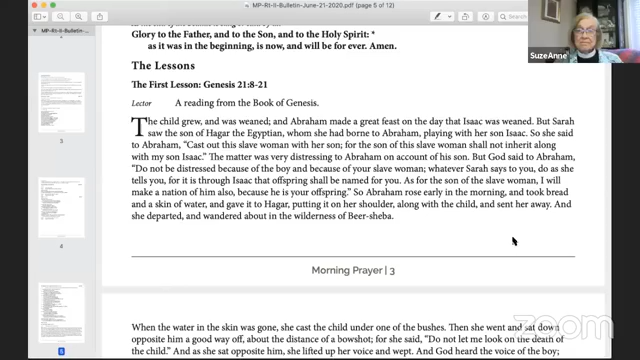 MP-Rt-II-Bulletin-June-21-2020.pdf (page 5 of 12)
Search
MP-Rt-II-Bulletin-...
3
4
5
Glory to the Father, and to the Son, and to the Holy Spirit: *
as it was in the beginning, is now, and will be for ever. Amen.
The Lessons
The First Lesson: Genesis 21:8-21
Lector A reading from the Book of Genesis.
The child grew, and was weaned; and Abraham made a great feast on the day that Isaac was weaned. But Sarah
saw the son of Hagar the Egyptian, whom she had borne to Abraham, playing with her son Isaac. So she said
to Abraham, “Cast out this slave woman with her son; for the son of this slave woman shall not inherit along
with my son Isaac.” The matter was very distressing to Abraham on account of his son. But God said to Abraham,
“Do not be distressed because of the boy and because of your slave woman; whatever Sarah says to you, do as she
tells you, for it is through Isaac that offspring shall be named for you. As for the son of the slave woman, I will
make a nation of him also, because he is your offspring.” So Abraham rose early in the morning, and took bread
and a skin of water, and gave it to Hagar, putting it on her shoulder, along with the child, and sent her away. And
she departed, and wandered about in the wilderness of Beer-sheba.
Morning Prayer | 3
When the water in the skin was gone, she cast the child under one of the bushes. Then she went and sat down
opposite him a good way off, about the distance of a bowshot; for she said, “Do not let me look on the death of
the child.” And as she sat opposite him, she lifted up her voice and wept. And God heard the voice of the boy;
SuzeAnne
zoom